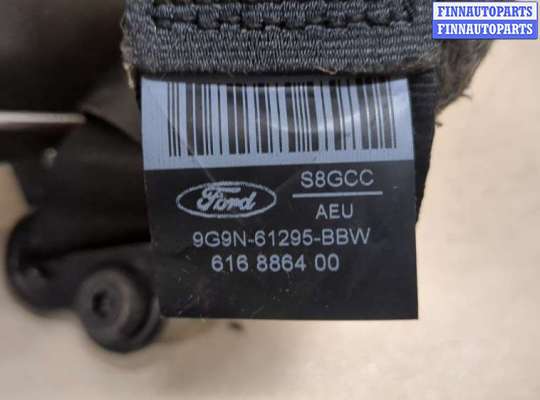 FINNAUTOPARTS
FINNAUTOPARTS
Ford
S8GCC
AEU
9G9N-61295-BBW
616 8864 00